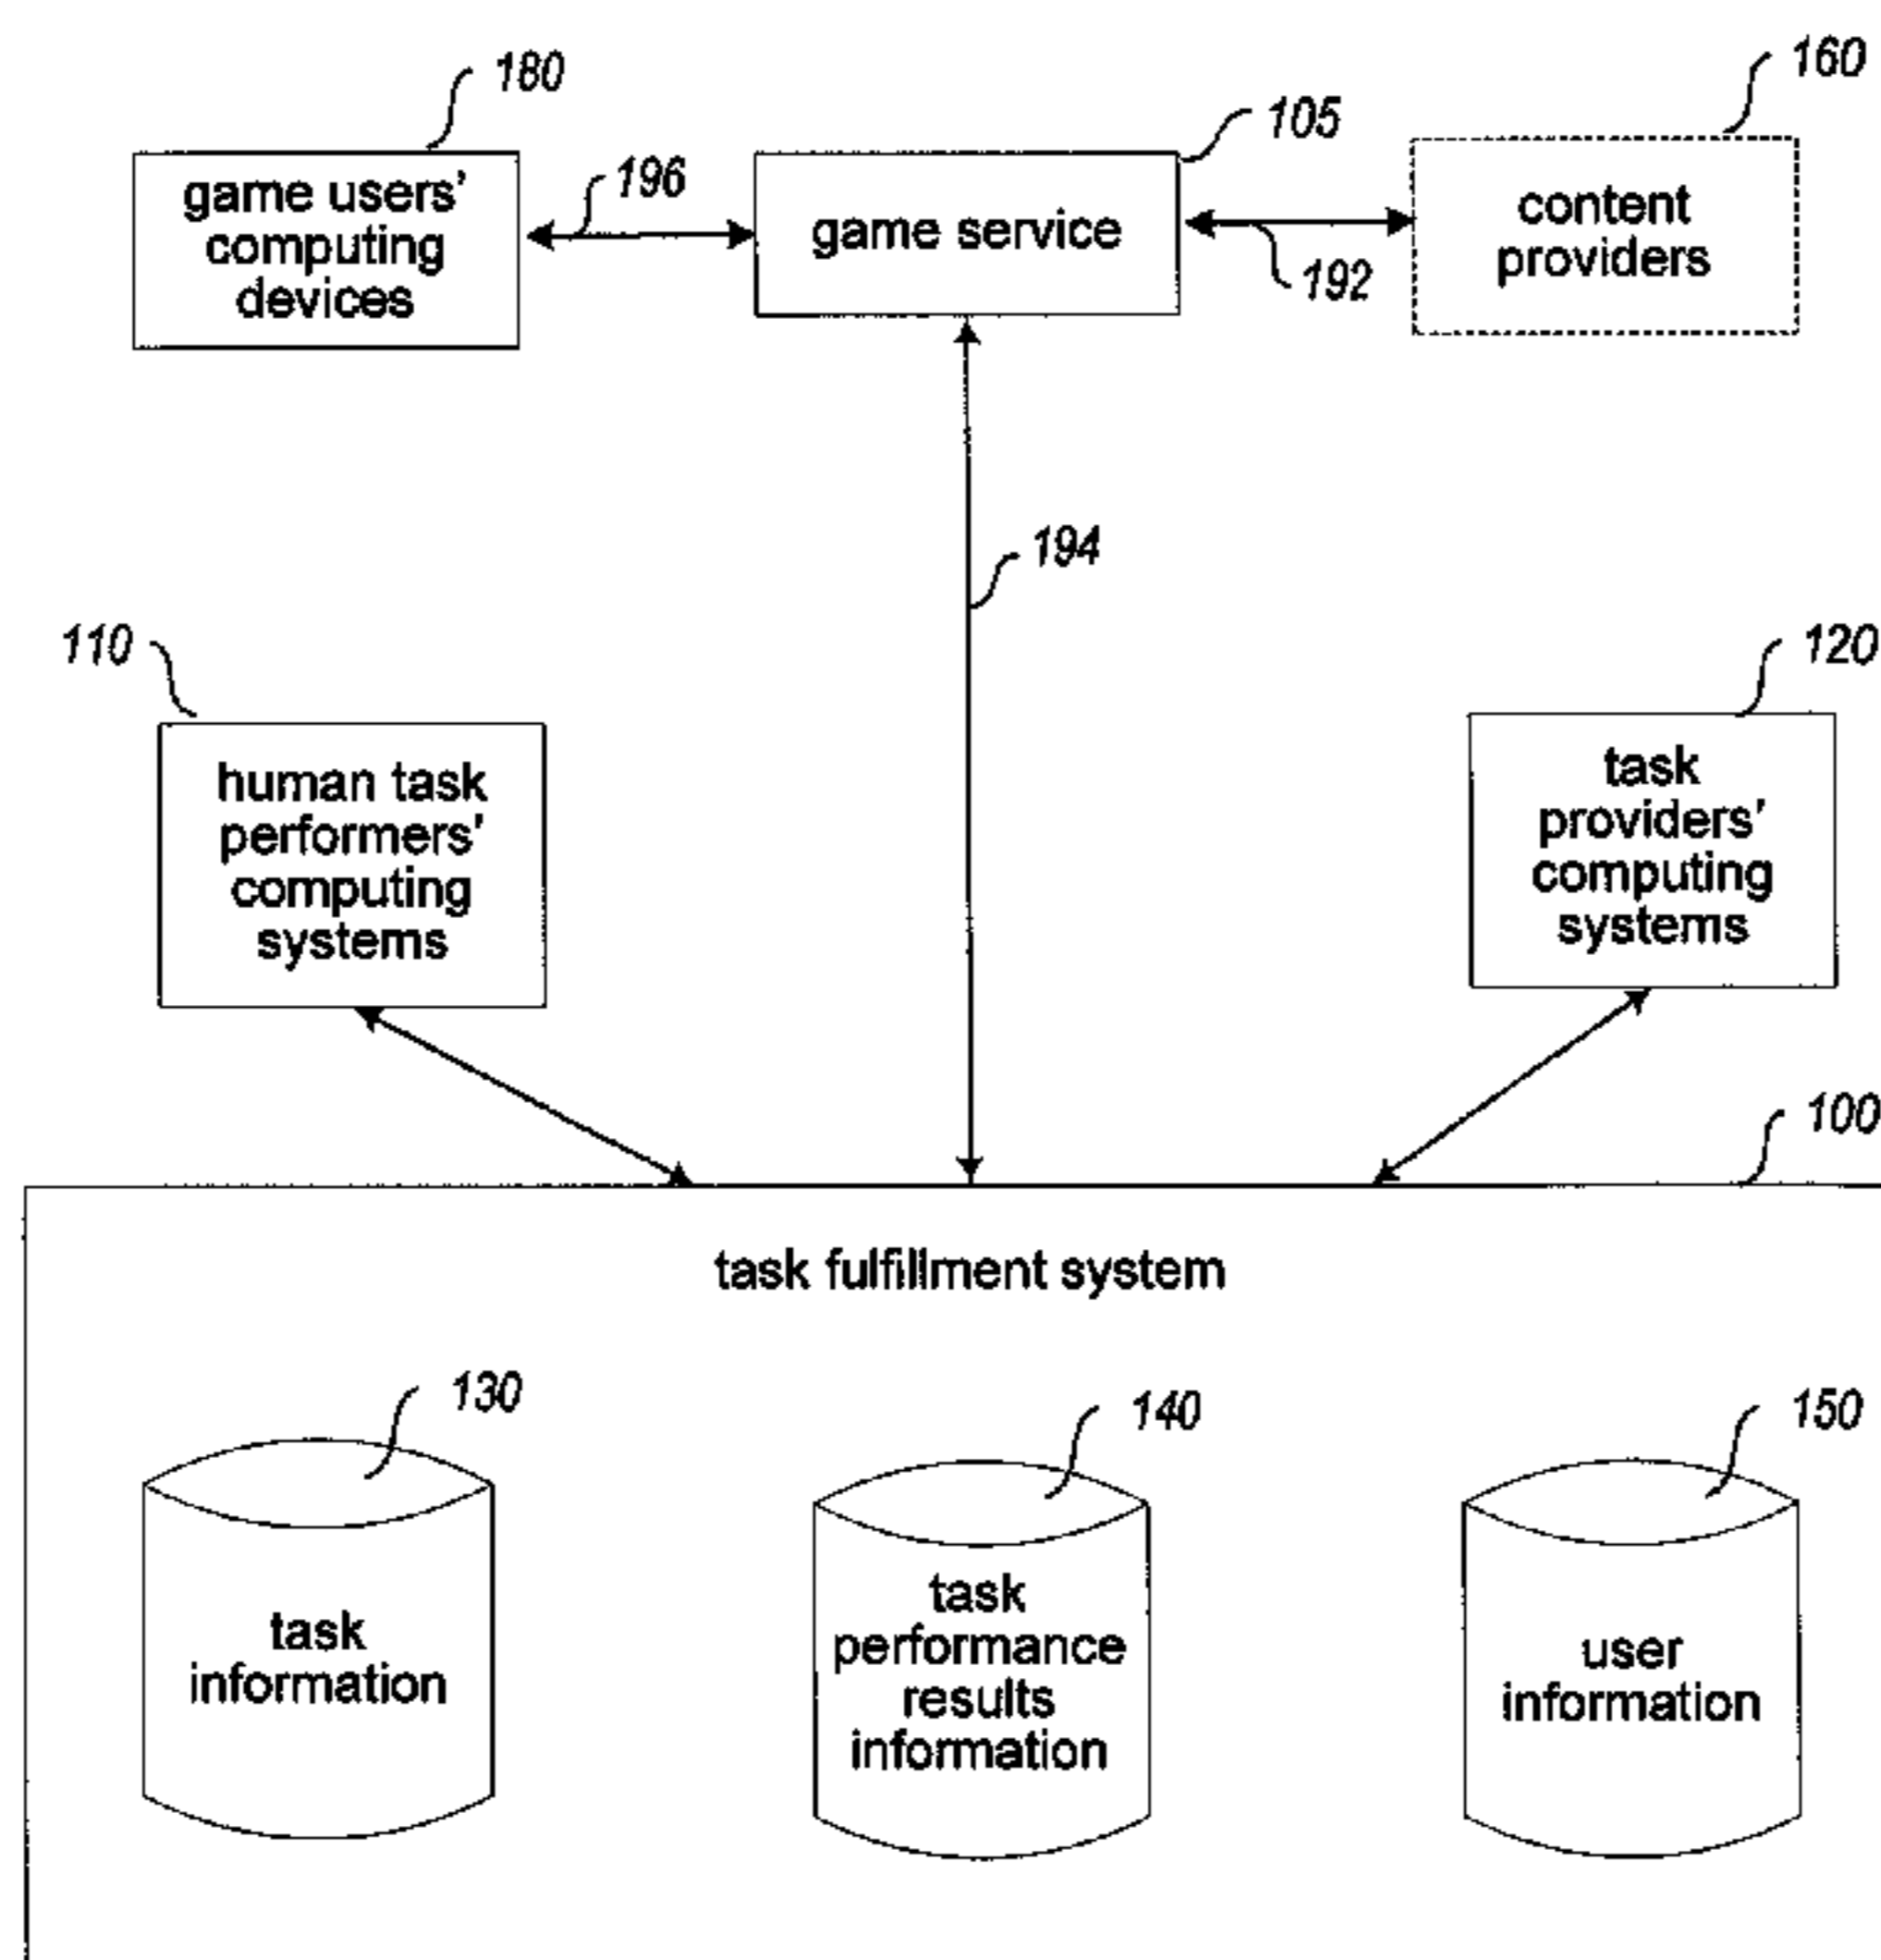 180
105
160
game users'
computing
devices
196
game service
192
content
providers
194
110
120
human task
performers'
computing
systems
task
providers'
computing
systems
100
task fulfillment system
130
140
150
task
information
task
performance
results
information
user
information